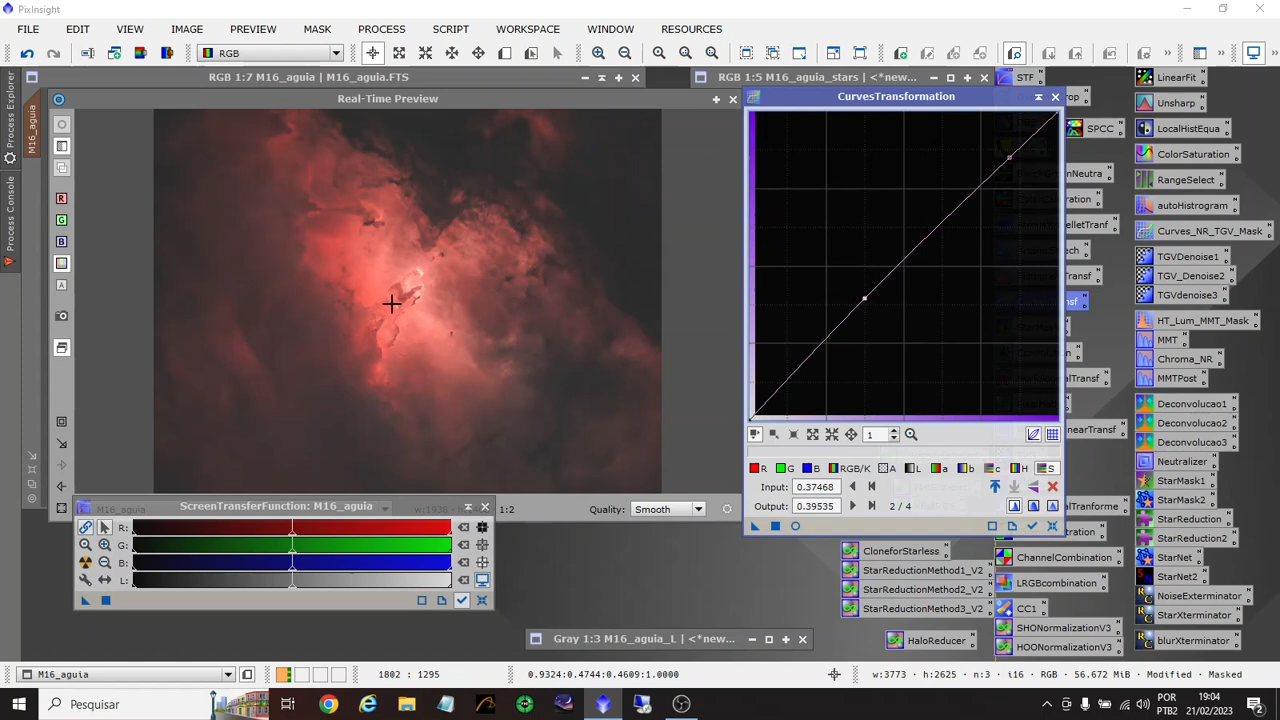 PixInsight
FILE EDIT VIEW IMAGE PREVIEW MASK PROCESS SCRIPT WORKSPACE WINDOW RESOURCES
RGB
RGB 1:7 M16_aguia | M16_aguia.FTS
RGB 1:5 M16_aguia_stars | <*new...
STF
LinearFit
Real-Time Preview
CurvesTransformation
Unsharp
SPCC
LocalHistEqua
ColorSaturation
RangeSelect
autoHistrogram
Curves_NR_TGV_Mask
TGVDenoise1
TGV_Denoise2
TGVdenoise3
HT_Lum_MMT_Mask
MMT
Chroma_NR
MMTPost
Deconvolucao1
Deconvolucao2
Deconvolucao3
Neutralizer
StarMask1
StarMask2
StarReduction
StarReduction2
StarNet
StarNet2
NoiseExterminator
StarXterminator
blurXterminator
Process Explorer
Process Console
M16_aguia
R
G
B
A
1
R G B RGB/K A L a b c H S
Input: 0.37468
Output: 0.39535 2 / 4
ScreenTransferFunction: M16_aguia
1:2 Quality: Smooth
R:
G:
B:
L:
CloneforStarless
StarReductionMethod1_V2
StarReductionMethod2_V2
StarReductionMethod3_V2
HaloReducer
ChannelCombination
LRGBcombination
CC1
SHONormalizationV3
HOONormalizationV3
Gray 1:3 M16_aguia_L | <*new...
M16_aguia 1802 : 1295 0.9324:0.4744:0.4609:1.0000 w:3773 · h:2625 · n:3 · i16 · RGB · 56.672 MiB · Modified · Masked
Pesquisar
POR
PTB2
19:04
21/02/2023
2